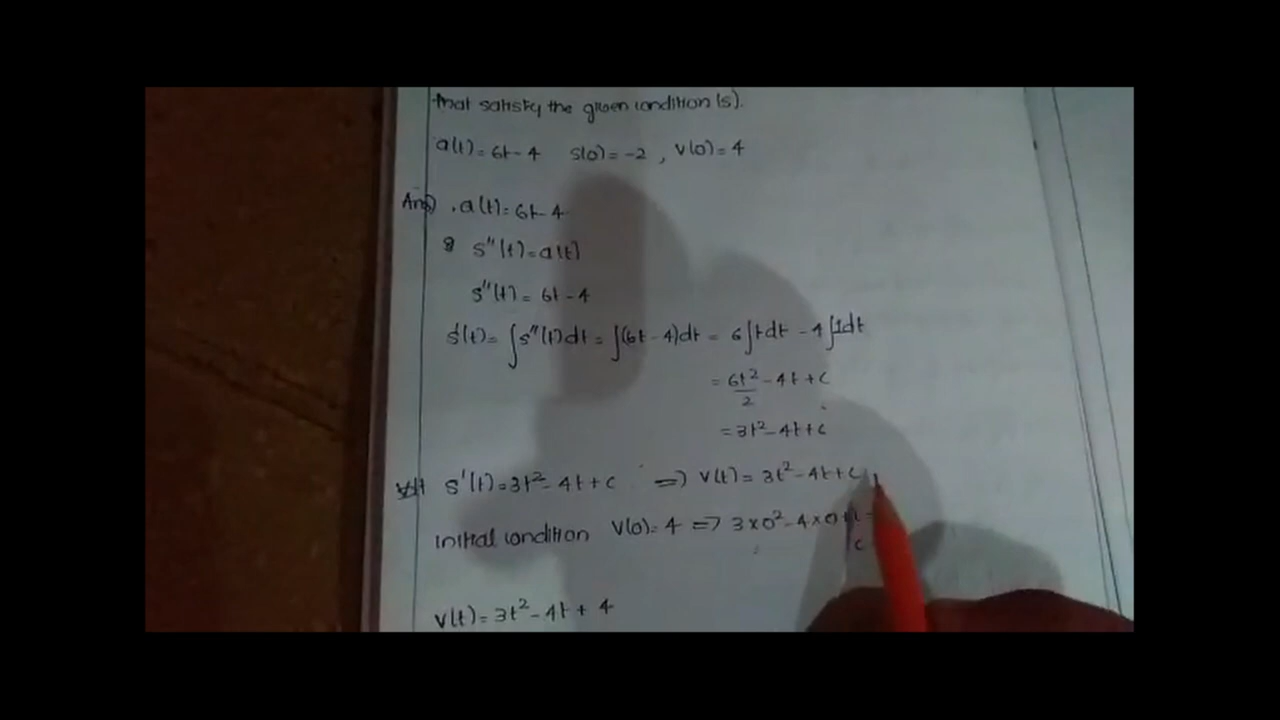 that satisfy the given condition (s).
a(t) = 6t - 4 s(0) = -2 , v(0) = 4
Ans) . a(t) = 6t - 4
s''(t) = a(t)
s''(t) = 6t - 4
s'(t) = ∫s''(t)dt = ∫(6t - 4)dt = 6∫tdt - 4∫1dt
= 6t²/2 - 4t + c
= 3t² - 4t + c
s'(t) = 3t² - 4t + c => v(t) = 3t² - 4t + c
initial condition v(0) = 4 => 3×0² - 4×0 + c =
c
v(t) = 3t² - 4t + 4